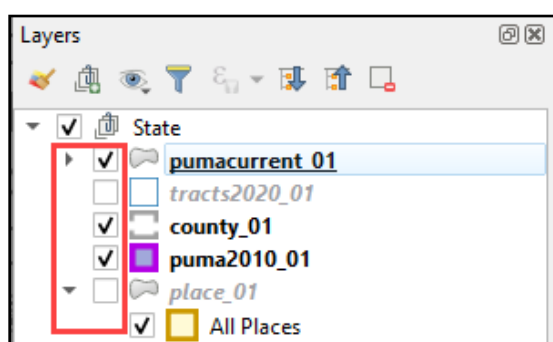 Layers
State
pumacurrent_01
tracts2020_01
county_01
puma2010_01
place_01
All Places